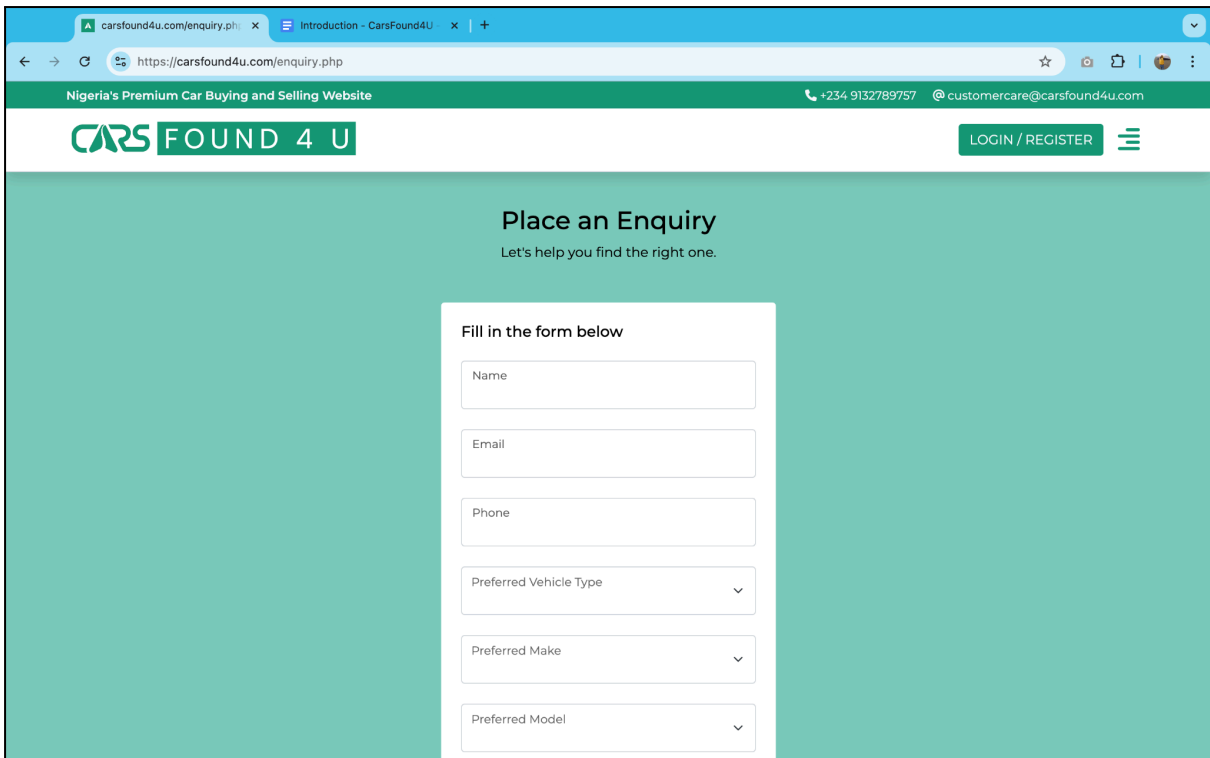 carsfound4u.com/enquiry.ph
Introduction - CarsFound4U -
https://carsfound4u.com/enquiry.php
Nigeria's Premium Car Buying and Selling Website
+234 9132789757 @ customercare@carsfound4u.com
CARS FOUND 4 U
LOGIN / REGISTER
Place an Enquiry
Let's help you find the right one.
Fill in the form below
Name
Email
Phone
Preferred Vehicle Type
Preferred Make
Preferred Model